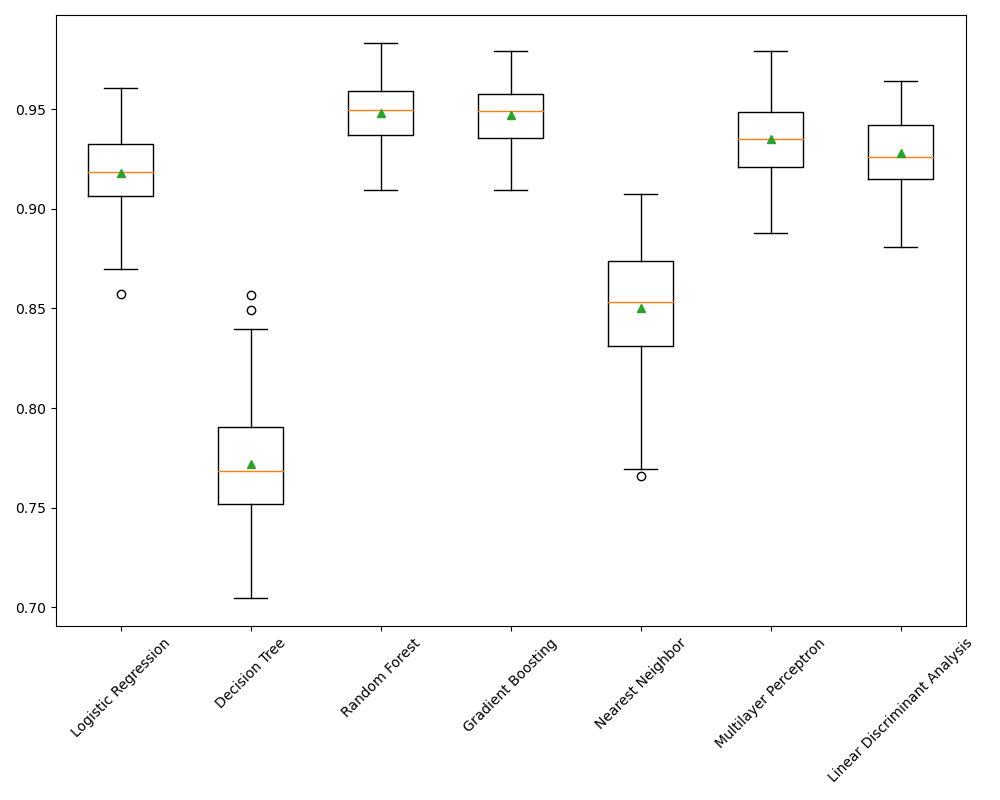 0.95
0.90
0.85
0.80
0.75
0.70
Logistic Regression
Decision Tree
Random Forest
Gradient Boosting
Nearest Neighbor
Multilayer Perceptron
Linear Discriminant Analysis